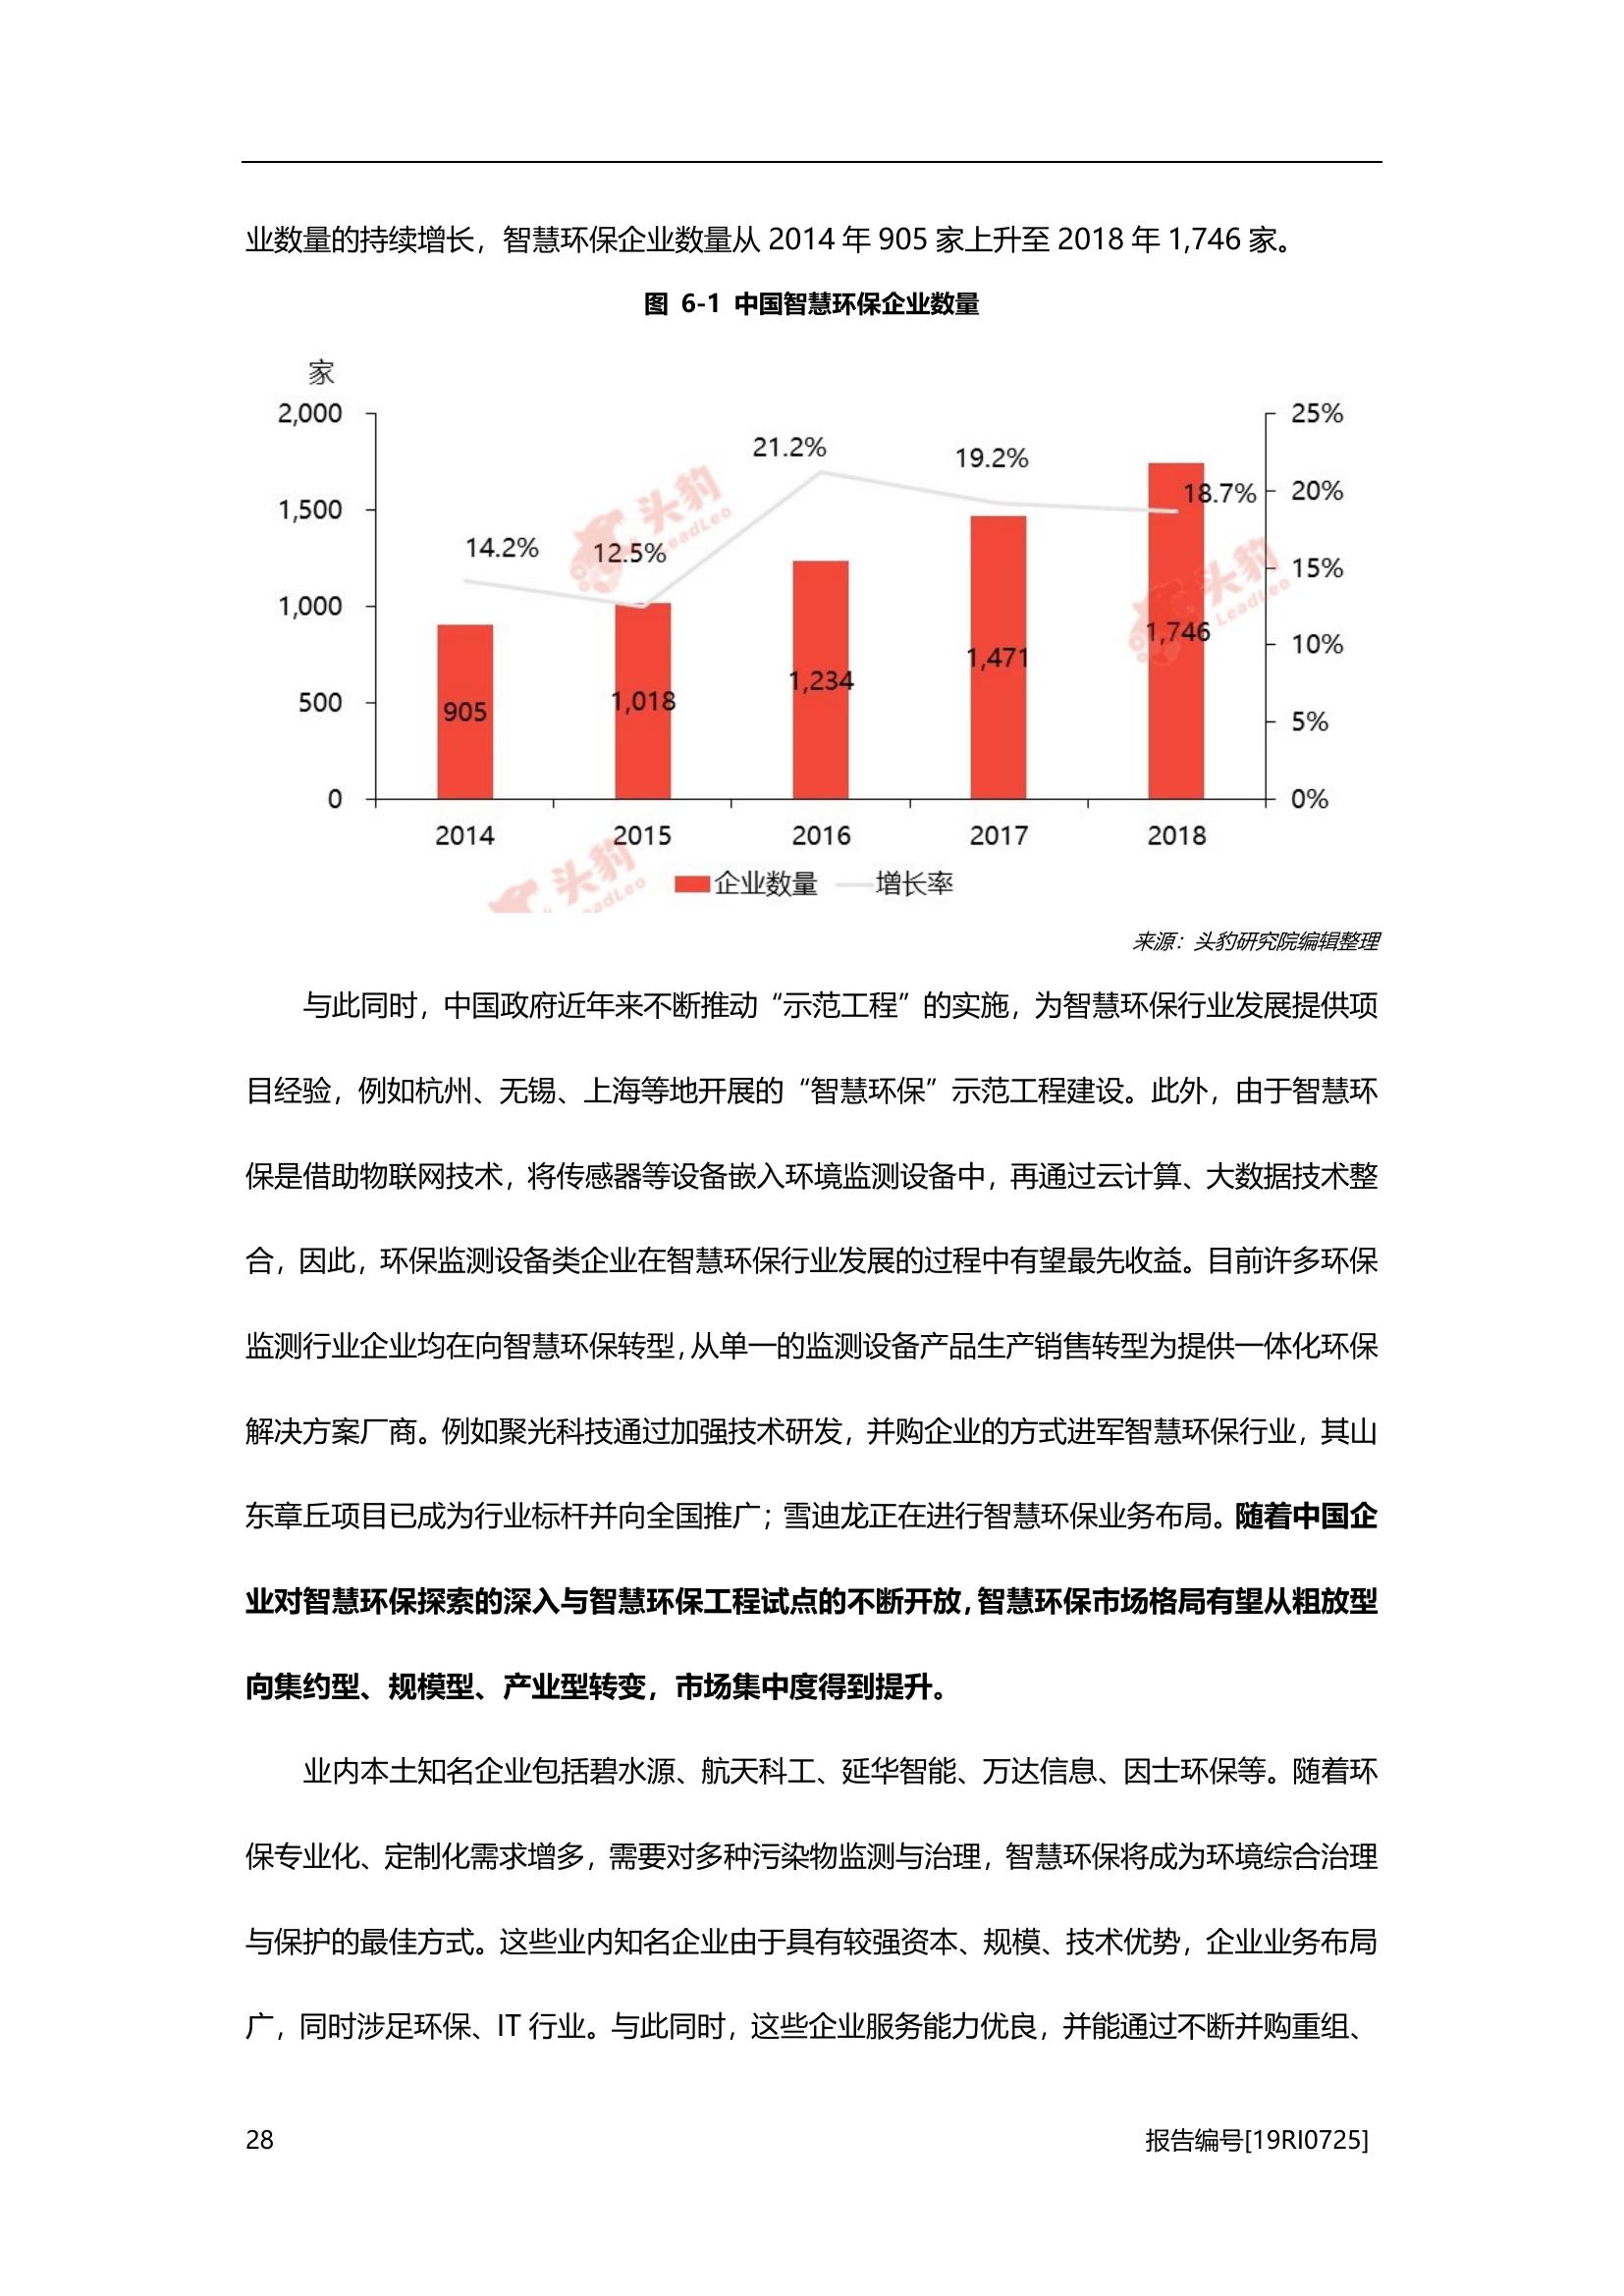 业数量的持续增长，智慧环保企业数量从 2014 年 905 家上升至 2018 年 1,746 家。
图 6-1 中国智慧环保企业数量
家
2,000
1,500
1,000
500
0
25%
20%
15%
10%
5%
0%
14.2%
12.5%
21.2%
19.2%
18.7%
905
1,018
1,234
1,471
1,746
2014
2015
2016
2017
2018
企业数量
增长率
头豹
LeadLeo
头豹
LeadLeo
头豹
来源：头豹研究院编辑整理
与此同时，中国政府近年来不断推动“示范工程”的实施，为智慧环保行业发展提供项
目经验，例如杭州、无锡、上海等地开展的“智慧环保”示范工程建设。此外，由于智慧环
保是借助物联网技术，将传感器等设备嵌入环境监测设备中，再通过云计算、大数据技术整
合，因此，环保监测设备类企业在智慧环保行业发展的过程中有望最先收益。目前许多环保
监测行业企业均在向智慧环保转型，从单一的监测设备产品生产销售转型为提供一体化环保
解决方案厂商。例如聚光科技通过加强技术研发，并购企业的方式进军智慧环保行业，其山
东章丘项目已成为行业标杆并向全国推广；雪迪龙正在进行智慧环保业务布局。随着中国企
业对智慧环保探索的深入与智慧环保工程试点的不断开放，智慧环保市场格局有望从粗放型
向集约型、规模型、产业型转变，市场集中度得到提升。
业内本土知名企业包括碧水源、航天科工、延华智能、万达信息、因士环保等。随着环
保专业化、定制化需求增多，需要对多种污染物监测与治理，智慧环保将成为环境综合治理
与保护的最佳方式。这些业内知名企业由于具有较强资本、规模、技术优势，企业业务布局
广，同时涉足环保、IT 行业。与此同时，这些企业服务能力优良，并能通过不断并购重组、
28
报告编号[19RI0725]